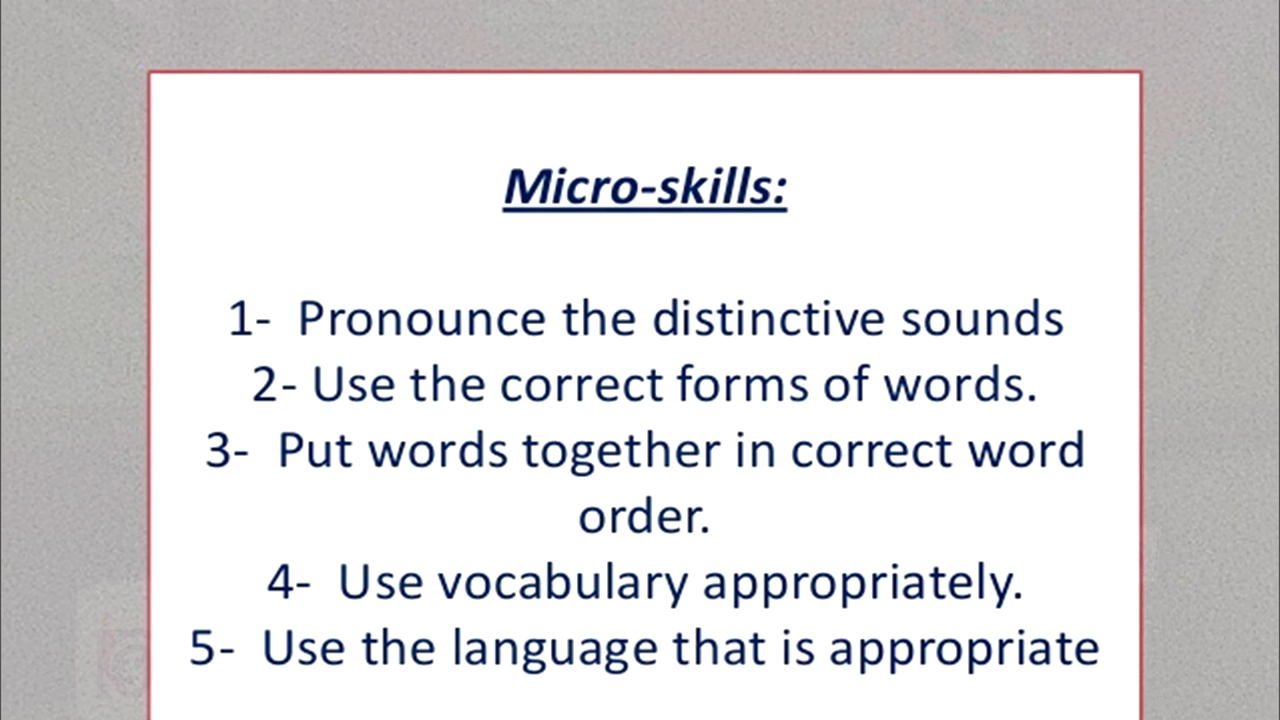 Micro-skills:
1- Pronounce the distinctive sounds
2- Use the correct forms of words.
3- Put words together in correct word
order.
4- Use vocabulary appropriately.
5- Use the language that is appropriate